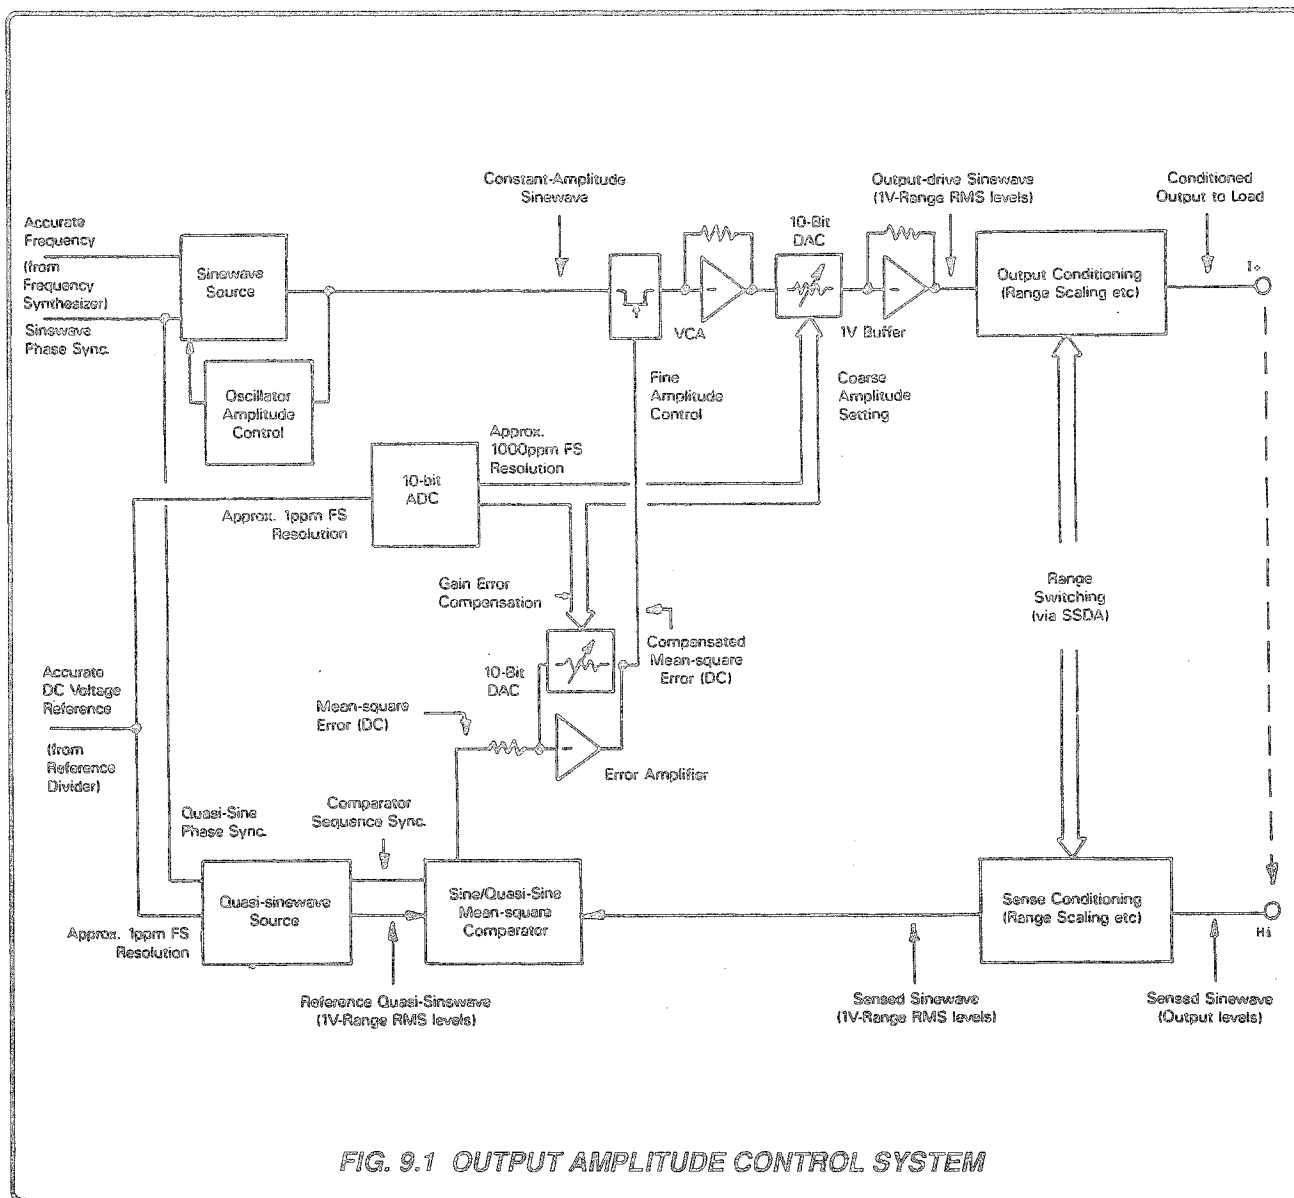 Constant-Amplitude
Sinewave
Output-drive Sinewave
(1V-Range RMS levels)
Conditioned
Output to Load
Accurate
Frequency
(from
Frequency
Synthesizer)
Sinewave
Phase Sync.
Sinewave
Source
10-Bit
DAC
Output Conditioning
(Range Scaling etc)
I+
VCA
1V Buffer
Oscillator
Amplitude
Control
Fine
Amplitude
Control
Coarse
Amplitude
Setting
Approx.
1000ppm FS
Resolution
10-bit
ADC
Approx. 1ppm FS
Resolution
Gain Error
Compensation
Range
Switching
(via SSDA)
Compensated
Mean-square
Error (DC)
10-Bit
DAC
Accurate
DC Voltage
Reference
(from
Reference
Divider)
Mean-square
Error (DC)
Error Amplifier
Quasi-Sine
Phase Sync.
Comparator
Sequence Sync.
Quasi-sinewave
Source
Sine/Quasi-Sine
Mean-square
Comparator
Sense Conditioning
(Range Scaling etc)
Hi
Approx. 1ppm FS
Resolution
Reference Quasi-Sinewave
(1V-Range RMS levels)
Sensed Sinewave
(1V-Range RMS levels)
Sensed Sinewave
(Output levels)
FIG. 9.1 OUTPUT AMPLITUDE CONTROL SYSTEM